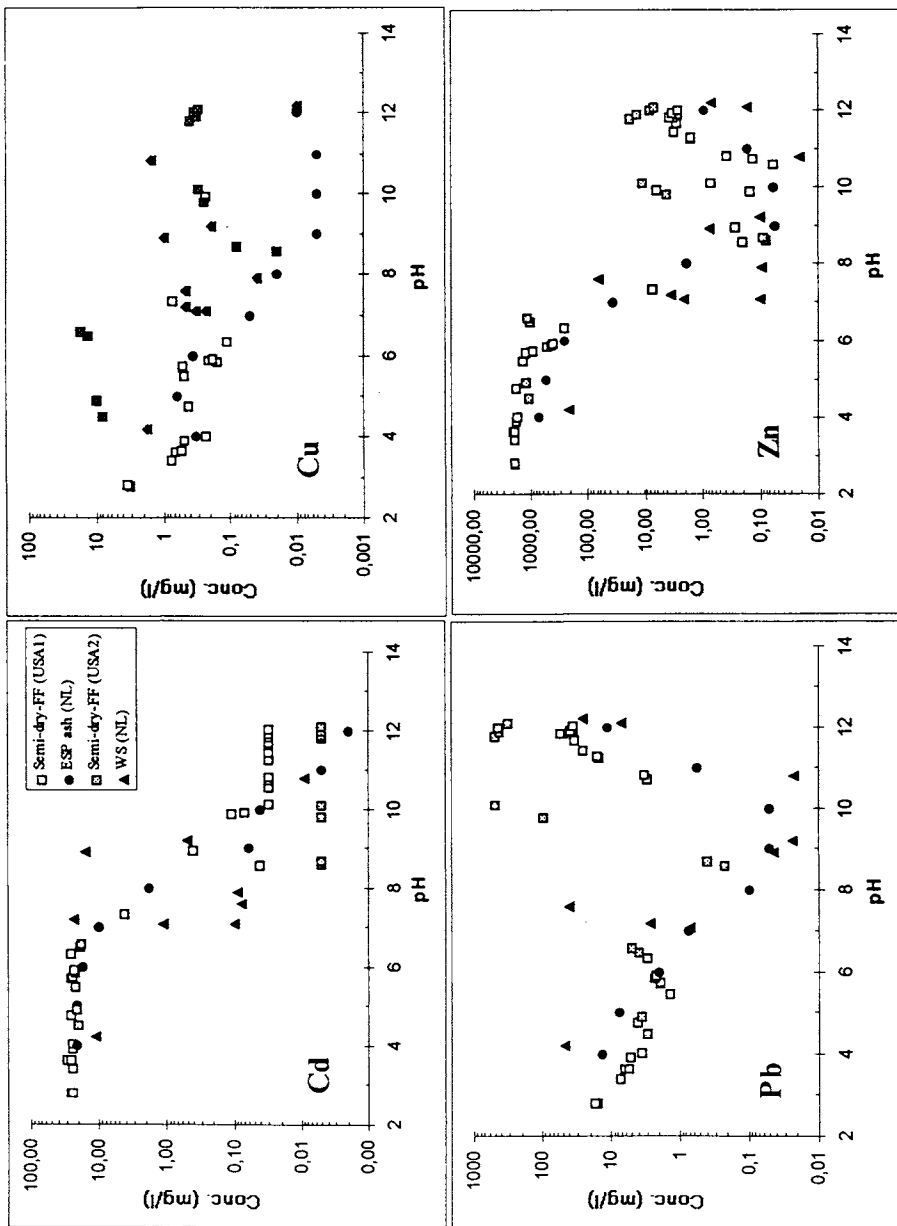 Cd
Conc. (mg/l)
100,00
10,00
1,00
0,10
0,01
0,00
2 4 6 8 10 12 14
pH
Semi-dry-FF (USA1)
ESP ash (NL)
Semi-dry-FF (USA2)
WS (NL)
Cu
Conc. (mg/l)
100
10
1
0,1
0,01
0,001
2 4 6 8 10 12 14
pH
Pb
Conc. (mg/l)
1000
100
10
1
0,1
0,01
2 4 6 8 10 12 14
pH
Zn
Conc. (mg/l)
10000,00
1000,00
100,00
10,00
1,00
0,10
0,01
2 4 6 8 10 12 14
pH